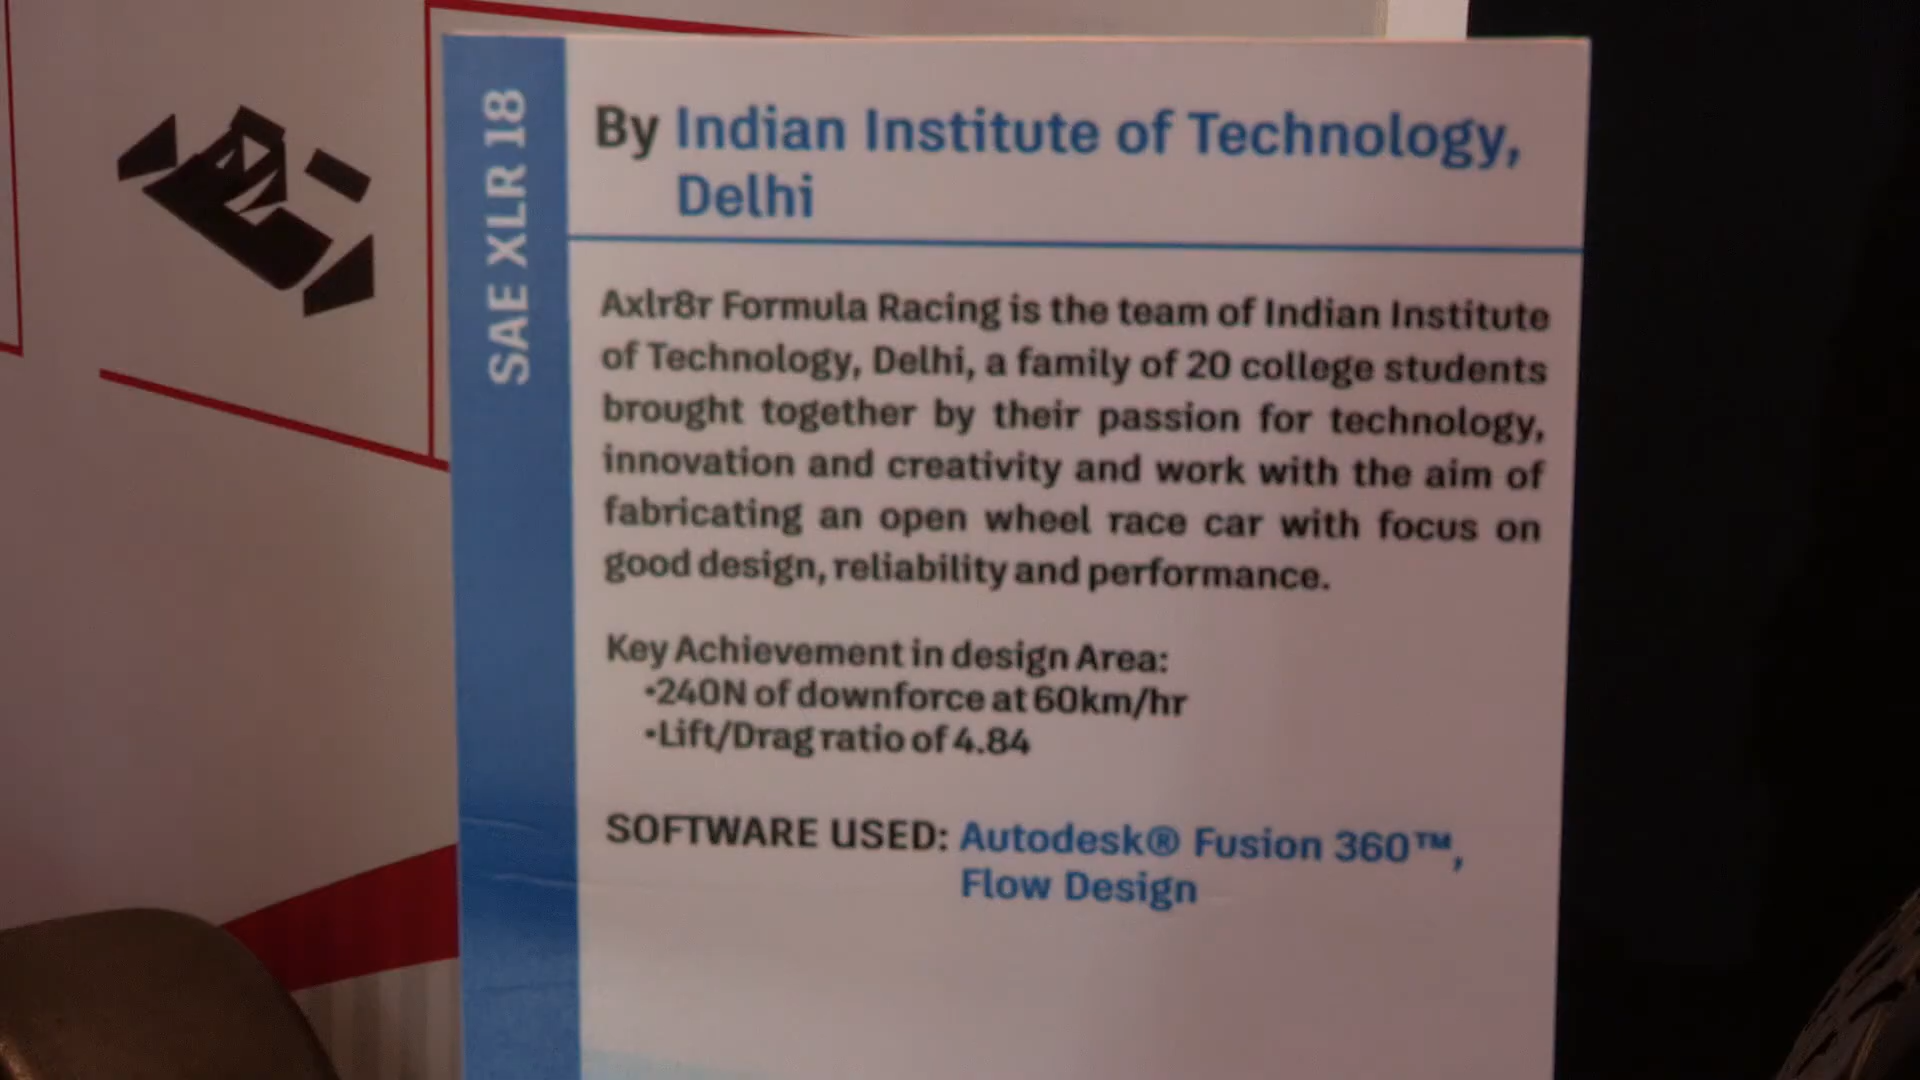 SAE XLR 18
By Indian Institute of Technology,
Delhi
Axlr8r Formula Racing is the team of Indian Institute
of Technology, Delhi, a family of 20 college students
brought together by their passion for technology,
innovation and creativity and work with the aim of
fabricating an open wheel race car with focus on
good design, reliability and performance.
Key Achievement in design Area:
•240N of downforce at 60km/hr
•Lift/Drag ratio of 4.84
SOFTWARE USED: Autodesk® Fusion 360™,
Flow Design